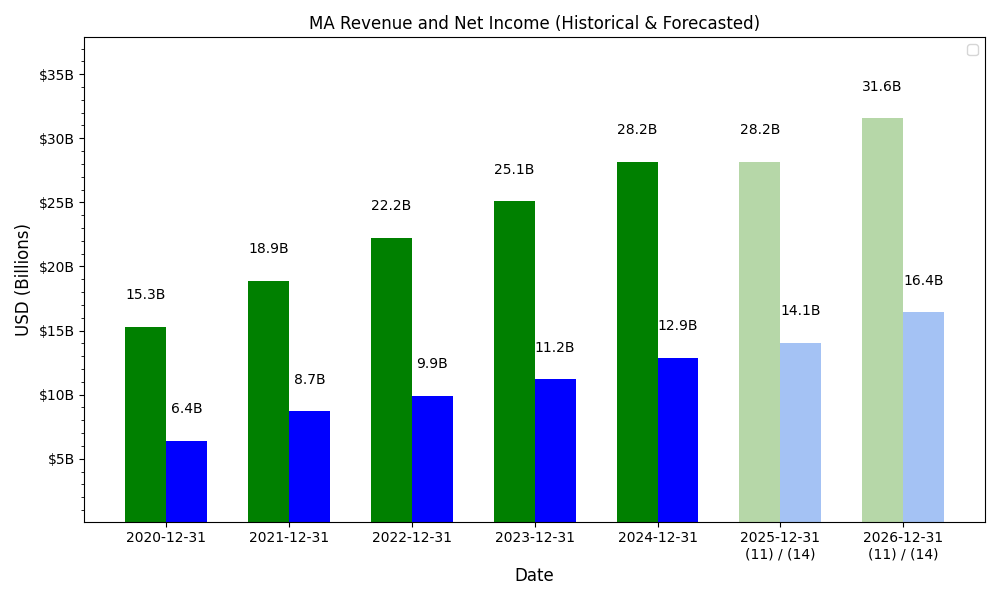 MA Revenue and Net Income (Historical & Forecasted)
USD (Billions)
$35B
$30B
$25B
$20B
$15B
$10B
$5B
15.3B
6.4B
18.9B
8.7B
22.2B
9.9B
25.1B
11.2B
28.2B
12.9B
28.2B
14.1B
31.6B
16.4B
2020-12-31
2021-12-31
2022-12-31
2023-12-31
2024-12-31
2025-12-31
(11) / (14)
2026-12-31
(11) / (14)
Date